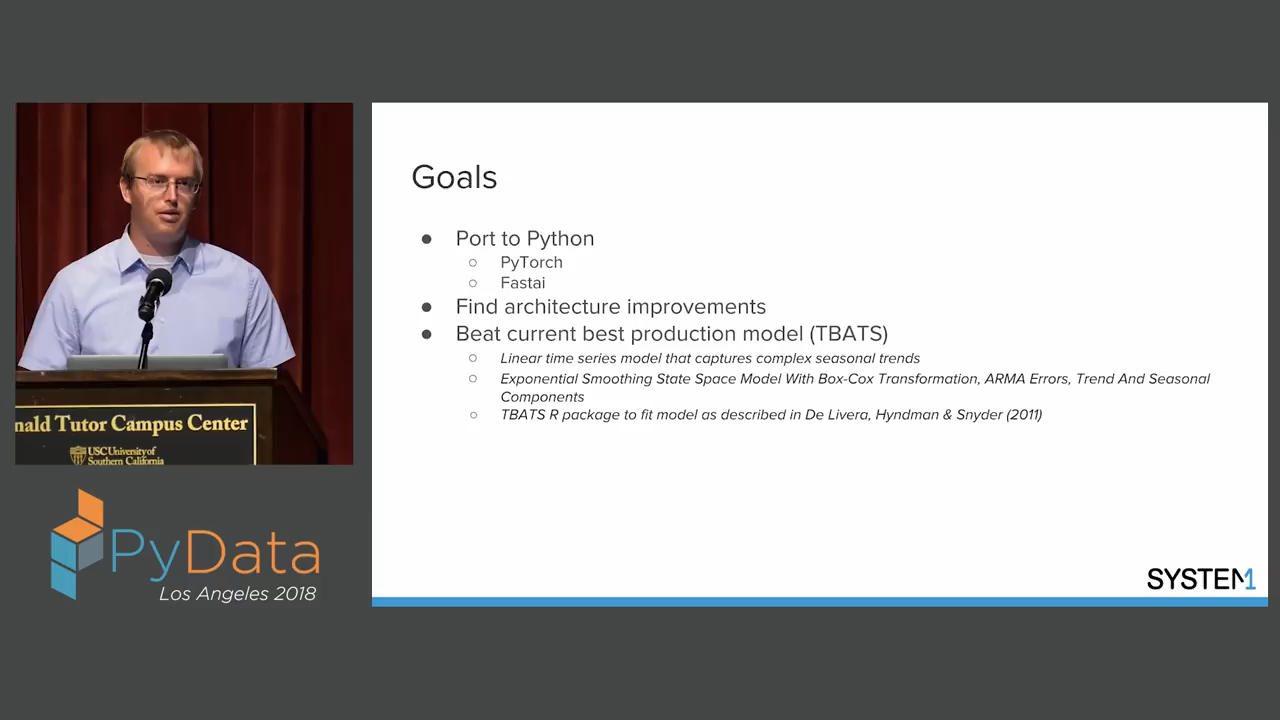 Goals
● Port to Python
○ PyTorch
○ Fastai
● Find architecture improvements
● Beat current best production model (TBATS)
○ Linear time series model that captures complex seasonal trends
○ Exponential Smoothing State Space Model With Box-Cox Transformation, ARMA Errors, Trend And Seasonal
Components
○ TBATS R package to fit model as described in De Livera, Hyndman & Snyder (2011)
SYSTEM1
nald Tutor Campus Center
USC University of
Southern California
PyData
Los Angeles 2018